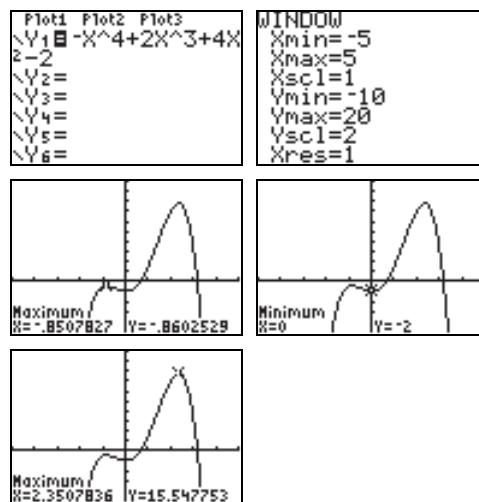 Plot1 Plot2 Plot3
\Y1=-X^4+2X^3+4X
²-2
\Y2=
\Y3=
\Y4=
\Y5=
\Y6=
WINDOW
Xmin=-5
Xmax=5
Xscl=1
Ymin=-10
Ymax=20
Yscl=2
Xres=1
Maximum
X=-.8507827 Y=-.8602529
Minimum
X=0 Y=-2
Maximum
X=2.3507836 Y=15.547753